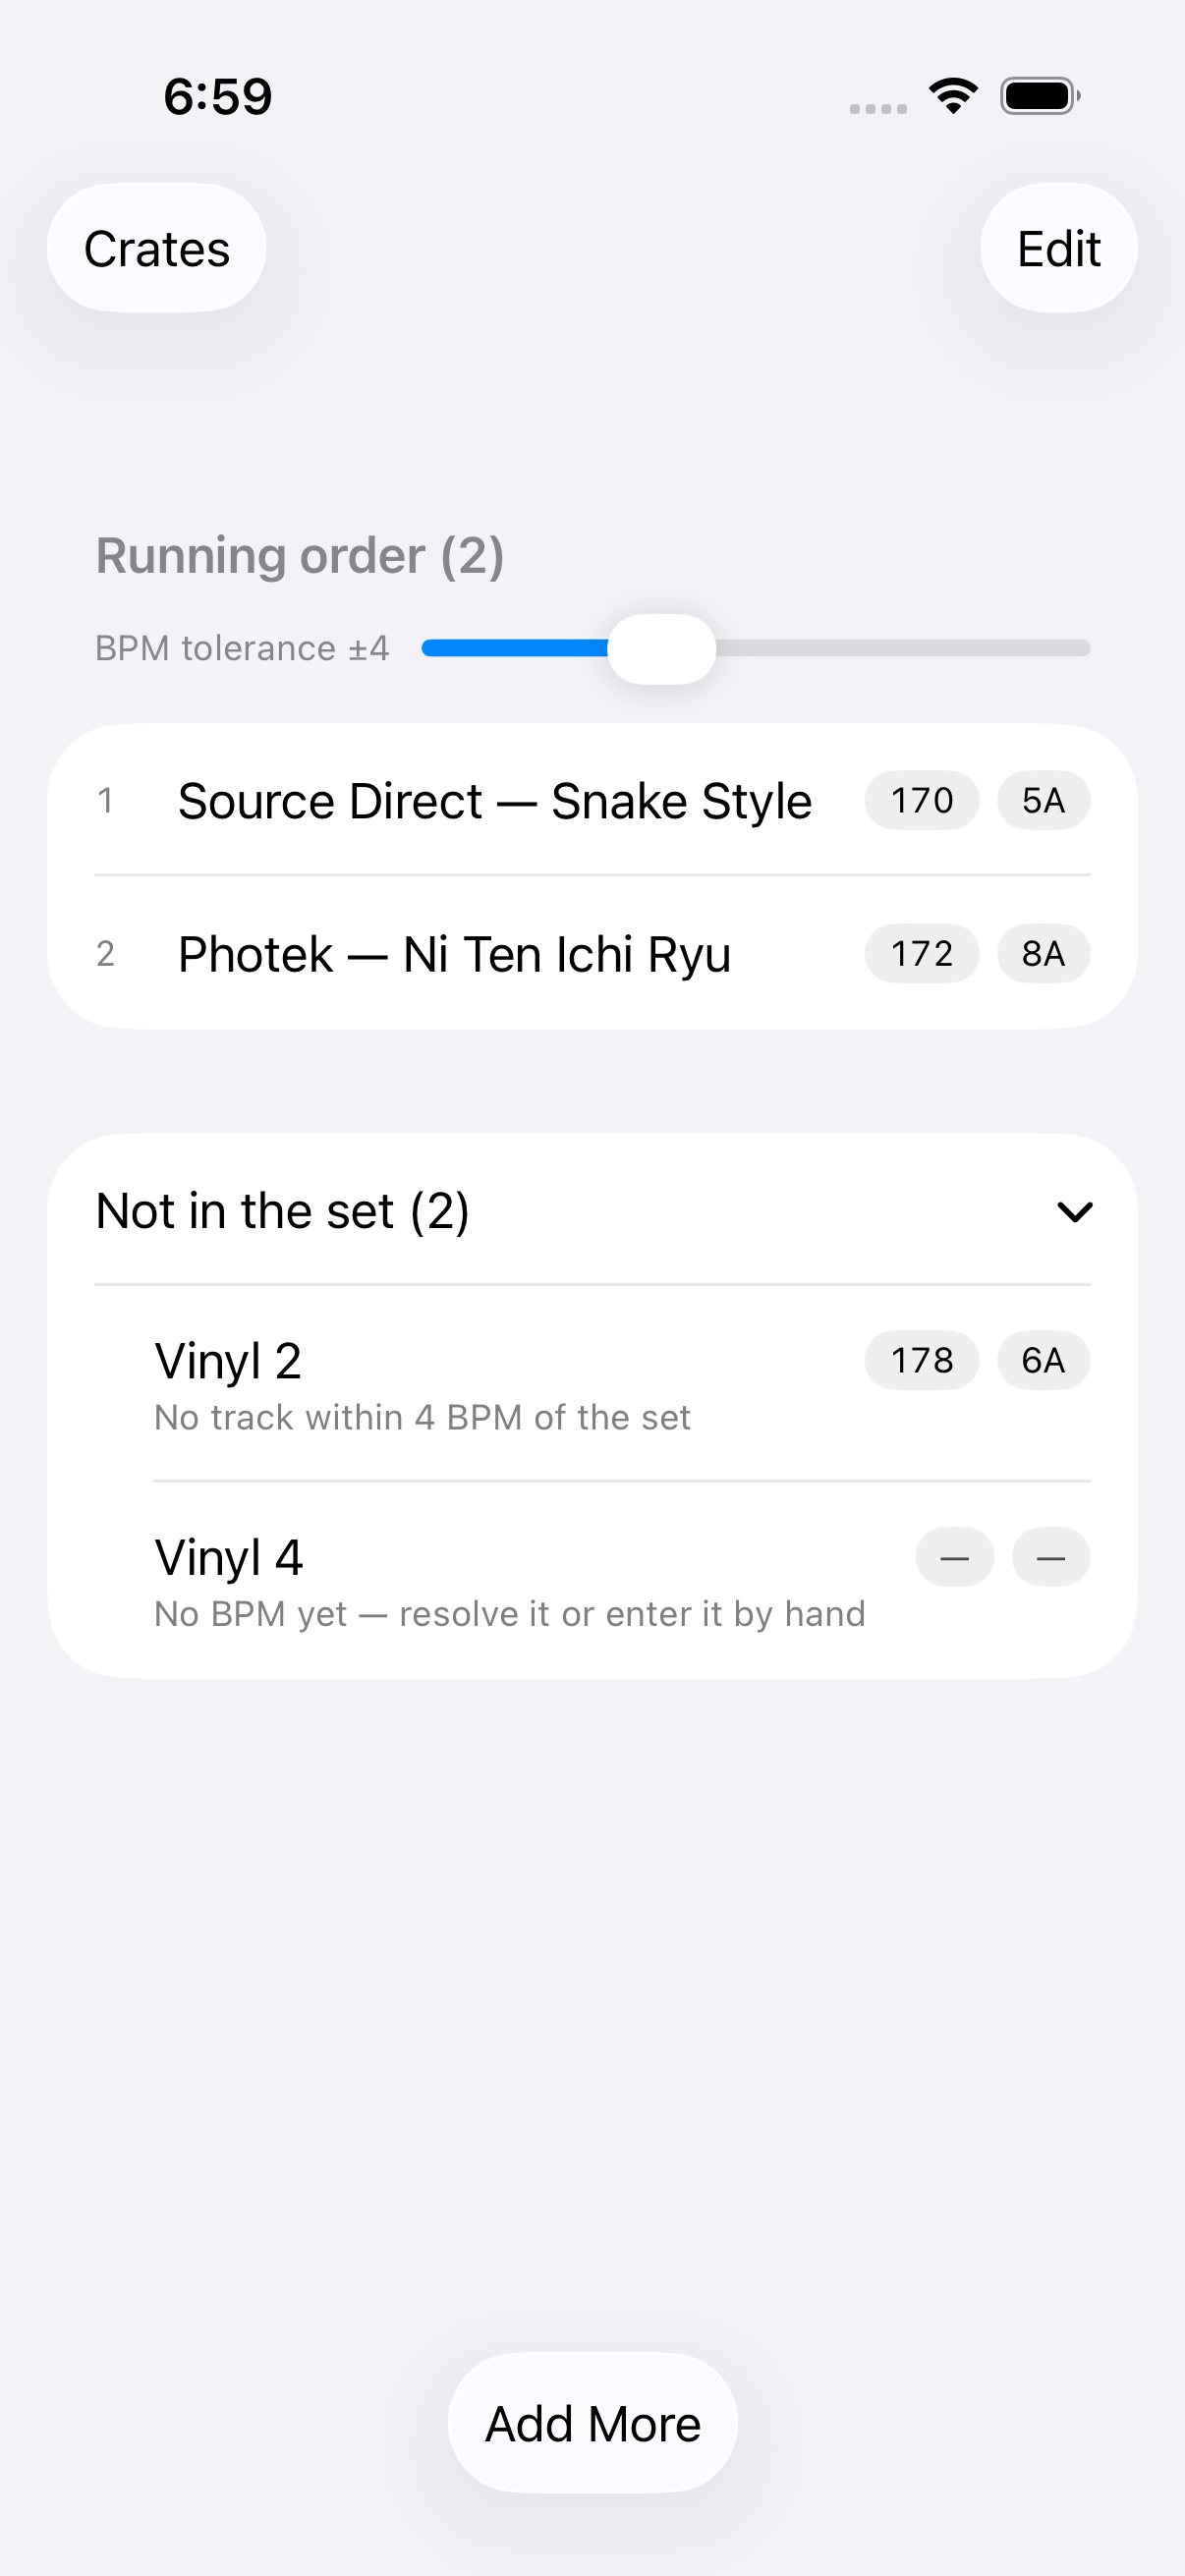 6:59
Crates
Edit
Running order (2)
BPM tolerance ±4
1 Source Direct — Snake Style 170 5A
2 Photek — Ni Ten Ichi Ryu 172 8A
Not in the set (2)
Vinyl 2 178 6A
No track within 4 BPM of the set
Vinyl 4 — —
No BPM yet — resolve it or enter it by hand
Add More